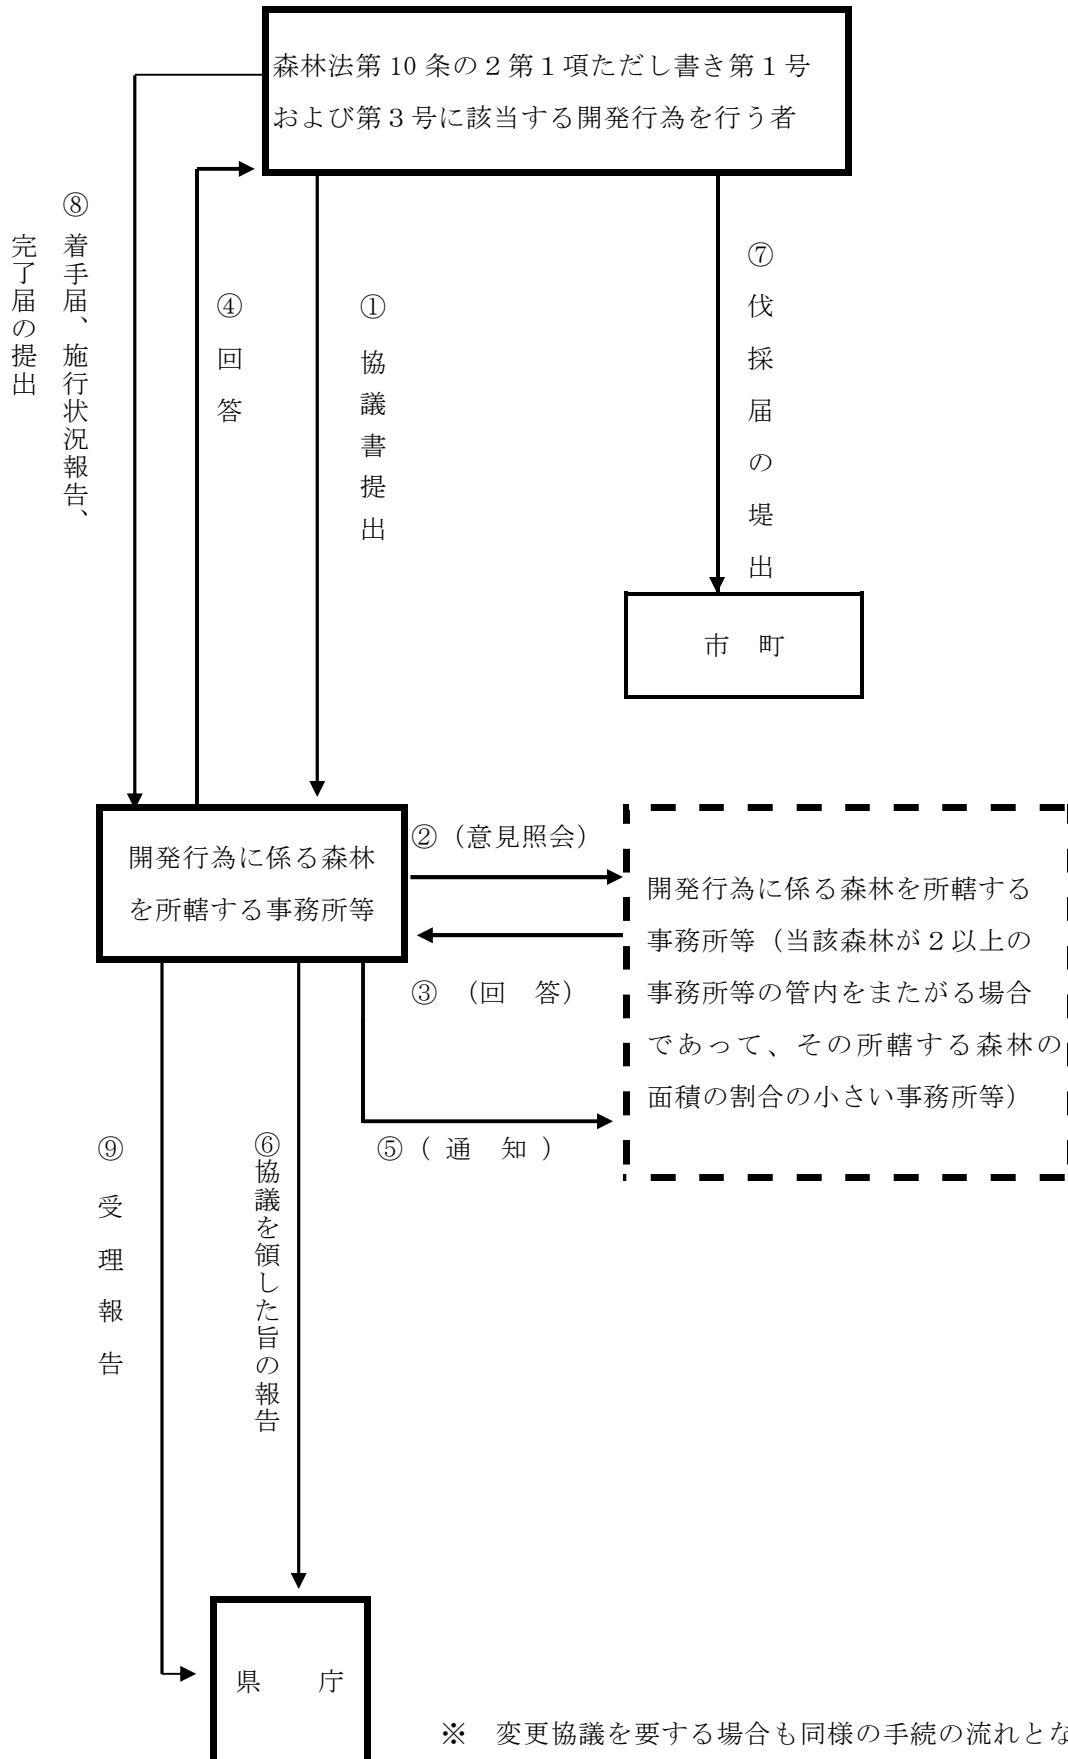 森林法第10条の2第1項ただし書き第1号
および第3号に該当する開発行為を行う者
⑧ 着手届、施行状況報告、
完了届の提出
④ 回答
① 協議書提出
⑦ 伐採届の堤出
市 町
開発行為に係る森林
を所轄する事務所等
② (意見照会)
③ (回 答)
開発行為に係る森林を所轄する
事務所等(当該森林が2以上の
事務所等の管内をまたがる場合
であって、その所轄する森林の
面積の割合の小さい事務所等)
⑤ ( 通 知 )
⑨ 受理報告
⑥協議を領した旨の報告
県 庁
※ 変更協議を要する場合も同様の手続の流れとな